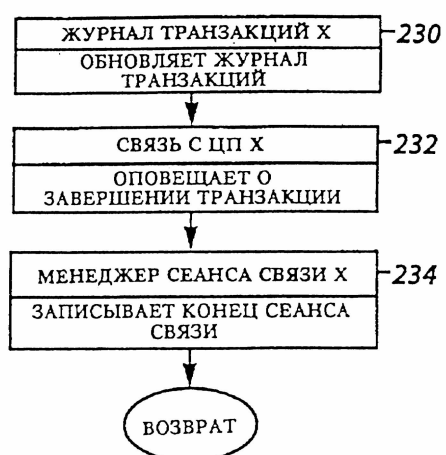 ЖУРНАЛ ТРАНЗАКЦИЙ X
230
ОБНОВЛЯЕТ ЖУРНАЛ
ТРАНЗАКЦИЙ
СВЯЗЬ С ЦП X
232
ОПОВЕЩАЕТ О
ЗАВЕРШЕНИИ ТРАНЗАКЦИИ
МЕНЕДЖЕР СЕАНСА СВЯЗИ X
234
ЗАПИСЫВАЕТ КОНЕЦ СЕАНСА
СВЯЗИ
ВОЗВРАТ